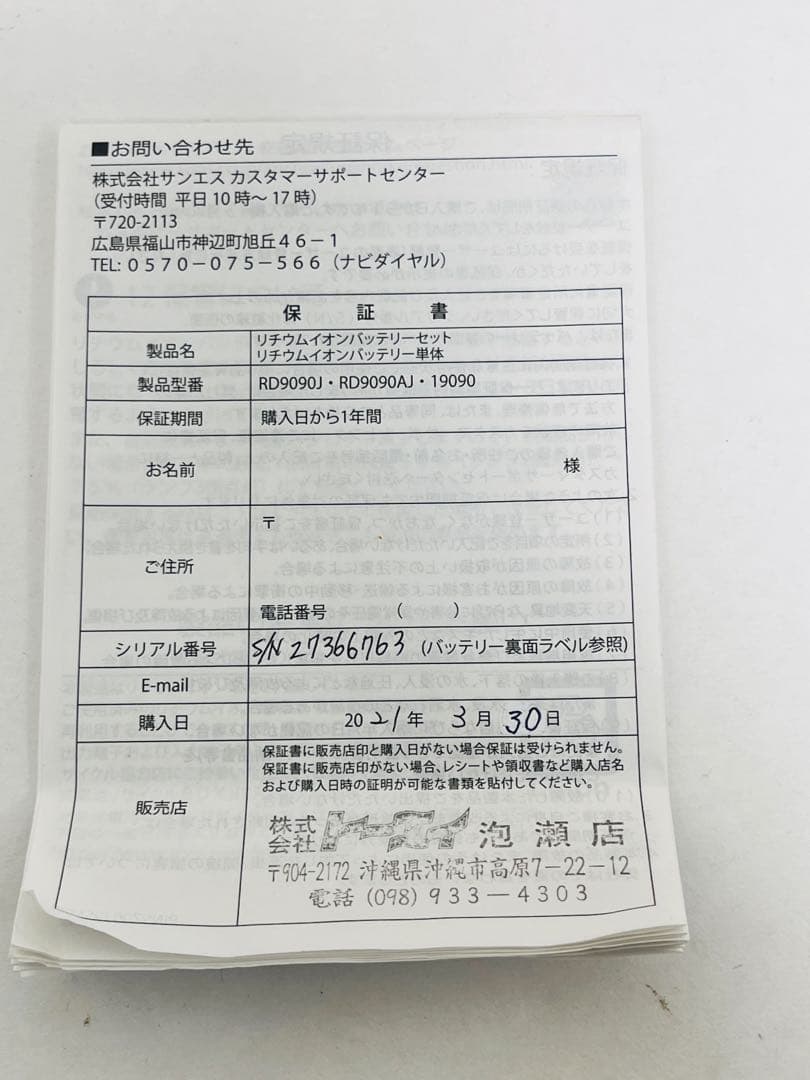 ■お問い合わせ先
株式会社サンエス カスタマーサポートセンター
（受付時間 平日10時～17時）
〒720-2113
広島県福山市神辺町旭丘４６－１
TEL:０５７０－０７５－５６６（ナビダイヤル）
保 証 書
製品名 リチウムイオンバッテリーセット
リチウムイオンバッテリー単体
製品型番 RD9090J・RD9090AJ・19090
保証期間 購入日から1年間
お名前 様
ご住所 〒
電話番号 （ ）
シリアル番号 S/N 27366763 (バッテリー裏面ラベル参照)
E-mail
購入日 2021年 3月30日
販売店 保証書に販売店印と購入日がない場合保証は受けられません。
保証書に販売店印がない場合、レシートや領収書など購入店名
および購入日時の証明が可能な書類を貼付してください。
株式会社 トーヨイ 泡瀬店
〒904-2172 沖縄県沖縄市高原7－22－12
電話 (098) 933－4303